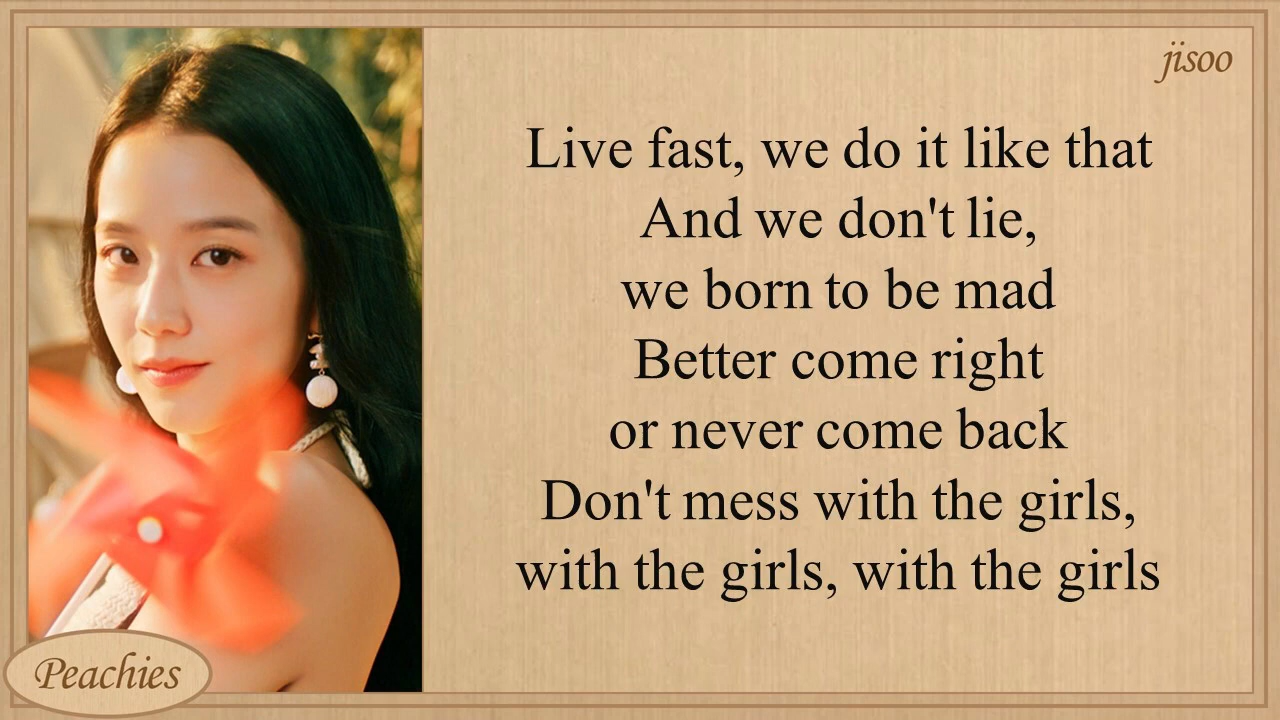 jisoo
Live fast, we do it like that
And we don't lie,
we born to be mad
Better come right
or never come back
Don't mess with the girls,
with the girls, with the girls
Peachies